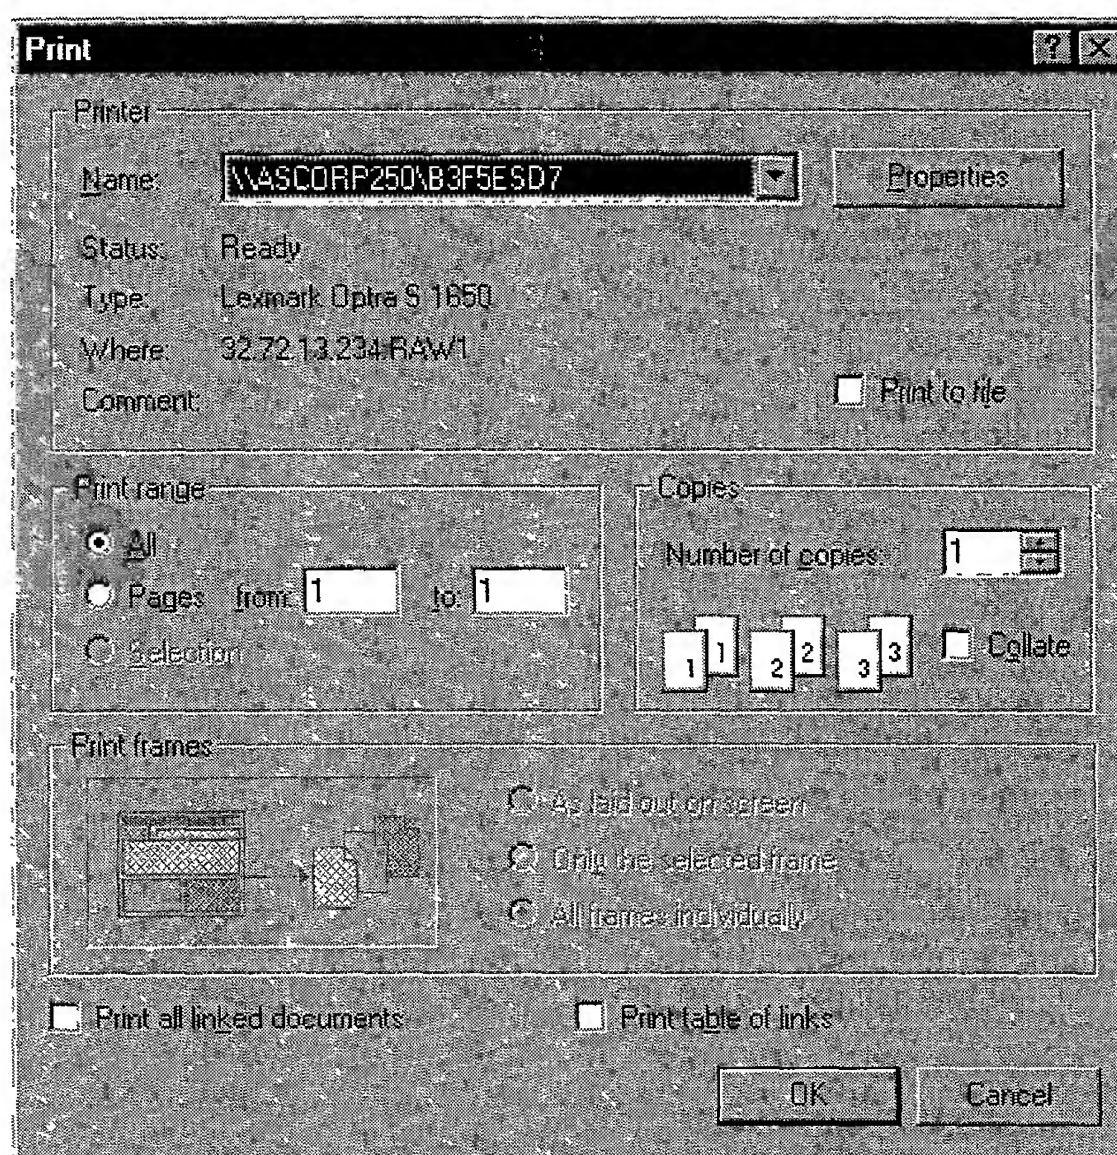 Print
Printer
Name: \\ASCORP250\B3F5ESD7 Properties
Status: Ready
Type: Lexmark Optra S 1650
Where: 32.72.13.234:RAW1
Comment: Print to file
Print range
All
Pages from: 1 to: 1
Selection
Copies
Number of copies: 1
1 1 2 2 3 3 Collate
Print frames
As laid out on screen
Only the selected frame
All frames individually
Print all linked documents Print table of links
OK Cancel